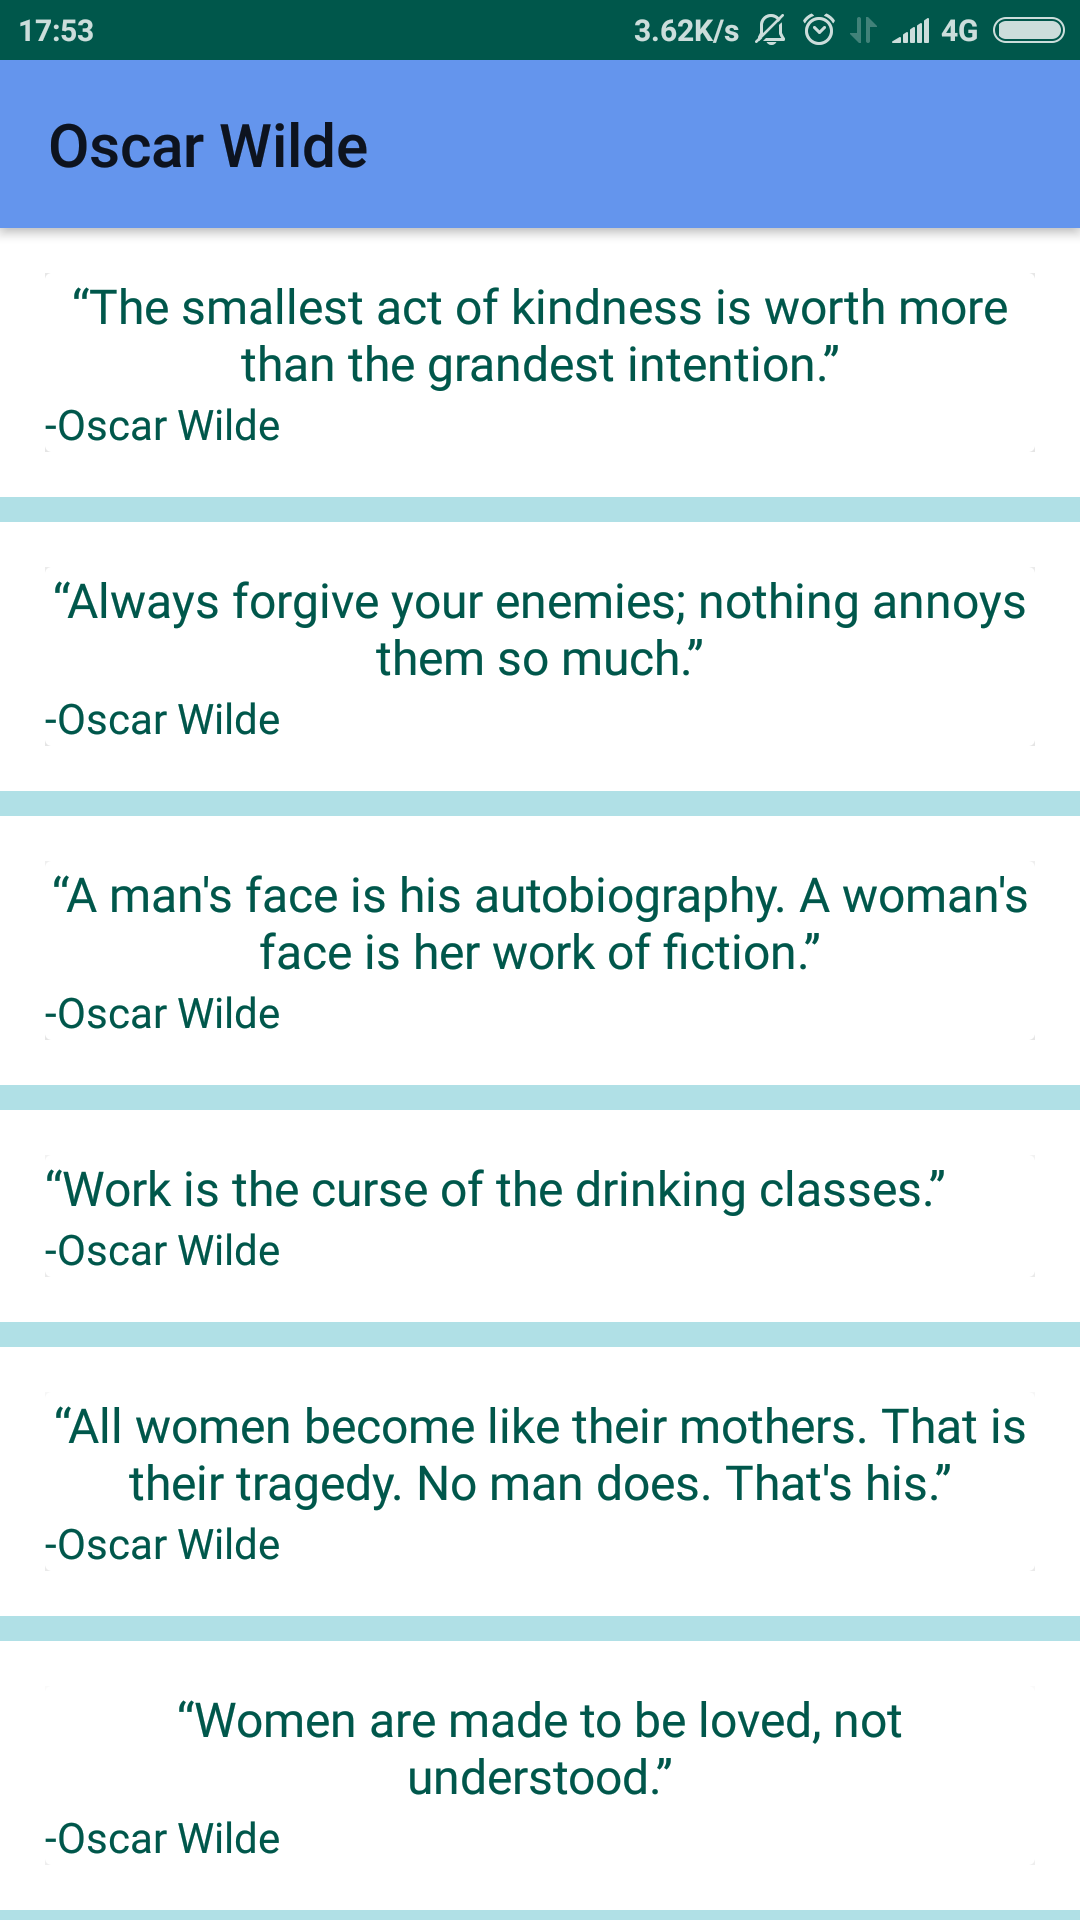 17:53 3.62K/s 4G
Oscar Wilde
“The smallest act of kindness is worth more
than the grandest intention.”
-Oscar Wilde
“Always forgive your enemies; nothing annoys
them so much.”
-Oscar Wilde
“A man's face is his autobiography. A woman's
face is her work of fiction.”
-Oscar Wilde
“Work is the curse of the drinking classes.”
-Oscar Wilde
“All women become like their mothers. That is
their tragedy. No man does. That's his.”
-Oscar Wilde
“Women are made to be loved, not
understood.”
-Oscar Wilde